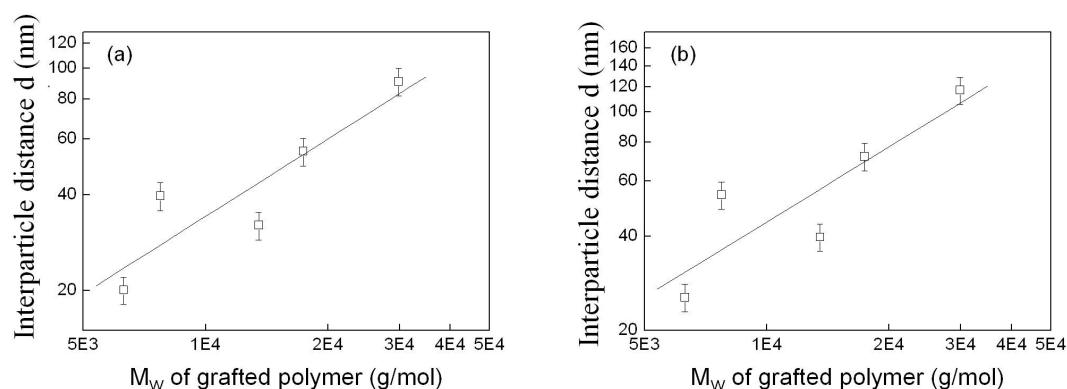 Interparticle distance d (nm)
(a)
120
100
80
60
40
20
5E3 1E4 2E4 3E4 4E4 5E4
M_W of grafted polymer (g/mol)
Interparticle distance d (nm)
(b)
160
140
120
100
80
60
40
20
5E3 1E4 2E4 3E4 4E4 5E4
M_W of grafted polymer (g/mol)